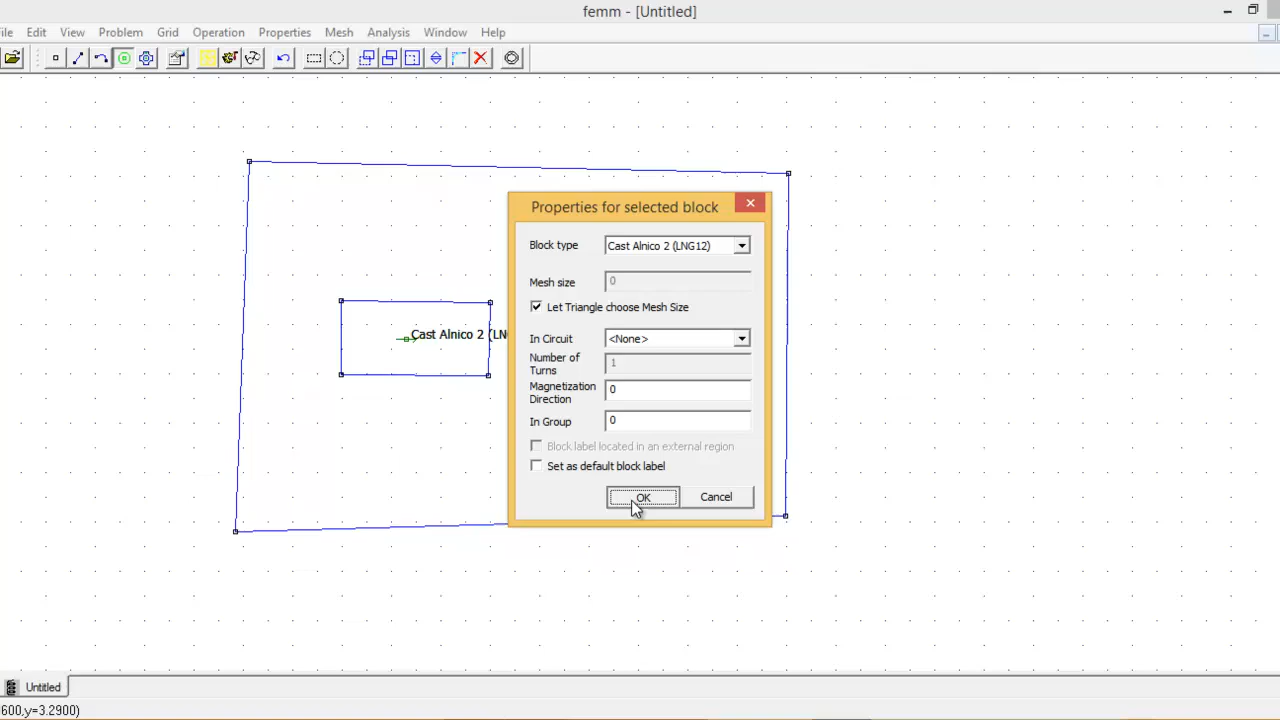 femm - [Untitled]
ile Edit View Problem Grid Operation Properties Mesh Analysis Window Help
Cast Alnico 2 (LN
Properties for selected block
Block type Cast Alnico 2 (LNG12)
Mesh size 0
Let Triangle choose Mesh Size
In Circuit <None>
Number of Turns 1
Magnetization Direction 0
In Group 0
Block label located in an external region
Set as default block label
OK Cancel
Untitled
600,y=3.2900)